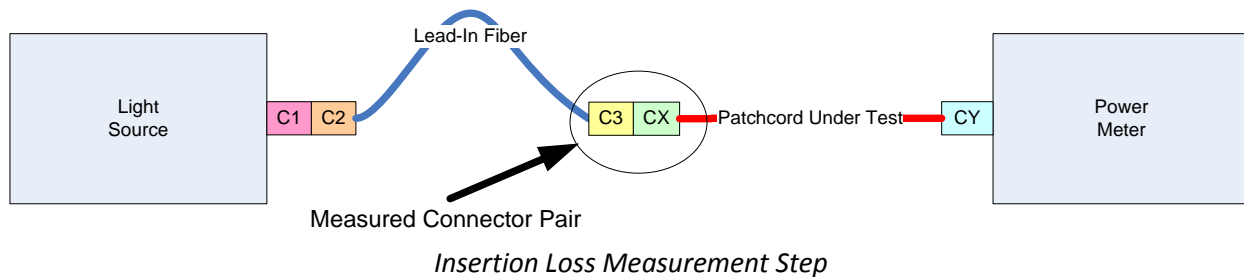 Lead-In Fiber
Light
Source
C1 C2
C3 CX
Patchcord Under Test
CY
Power
Meter
Measured Connector Pair
Insertion Loss Measurement Step